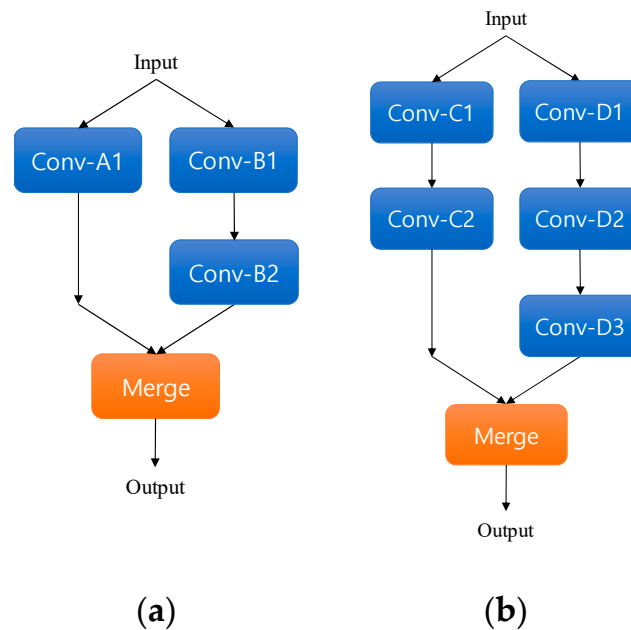 Input
Conv-A1
Conv-B1
Conv-B2
Merge
Output
(a)
Input
Conv-C1
Conv-D1
Conv-C2
Conv-D2
Conv-D3
Merge
Output
(b)